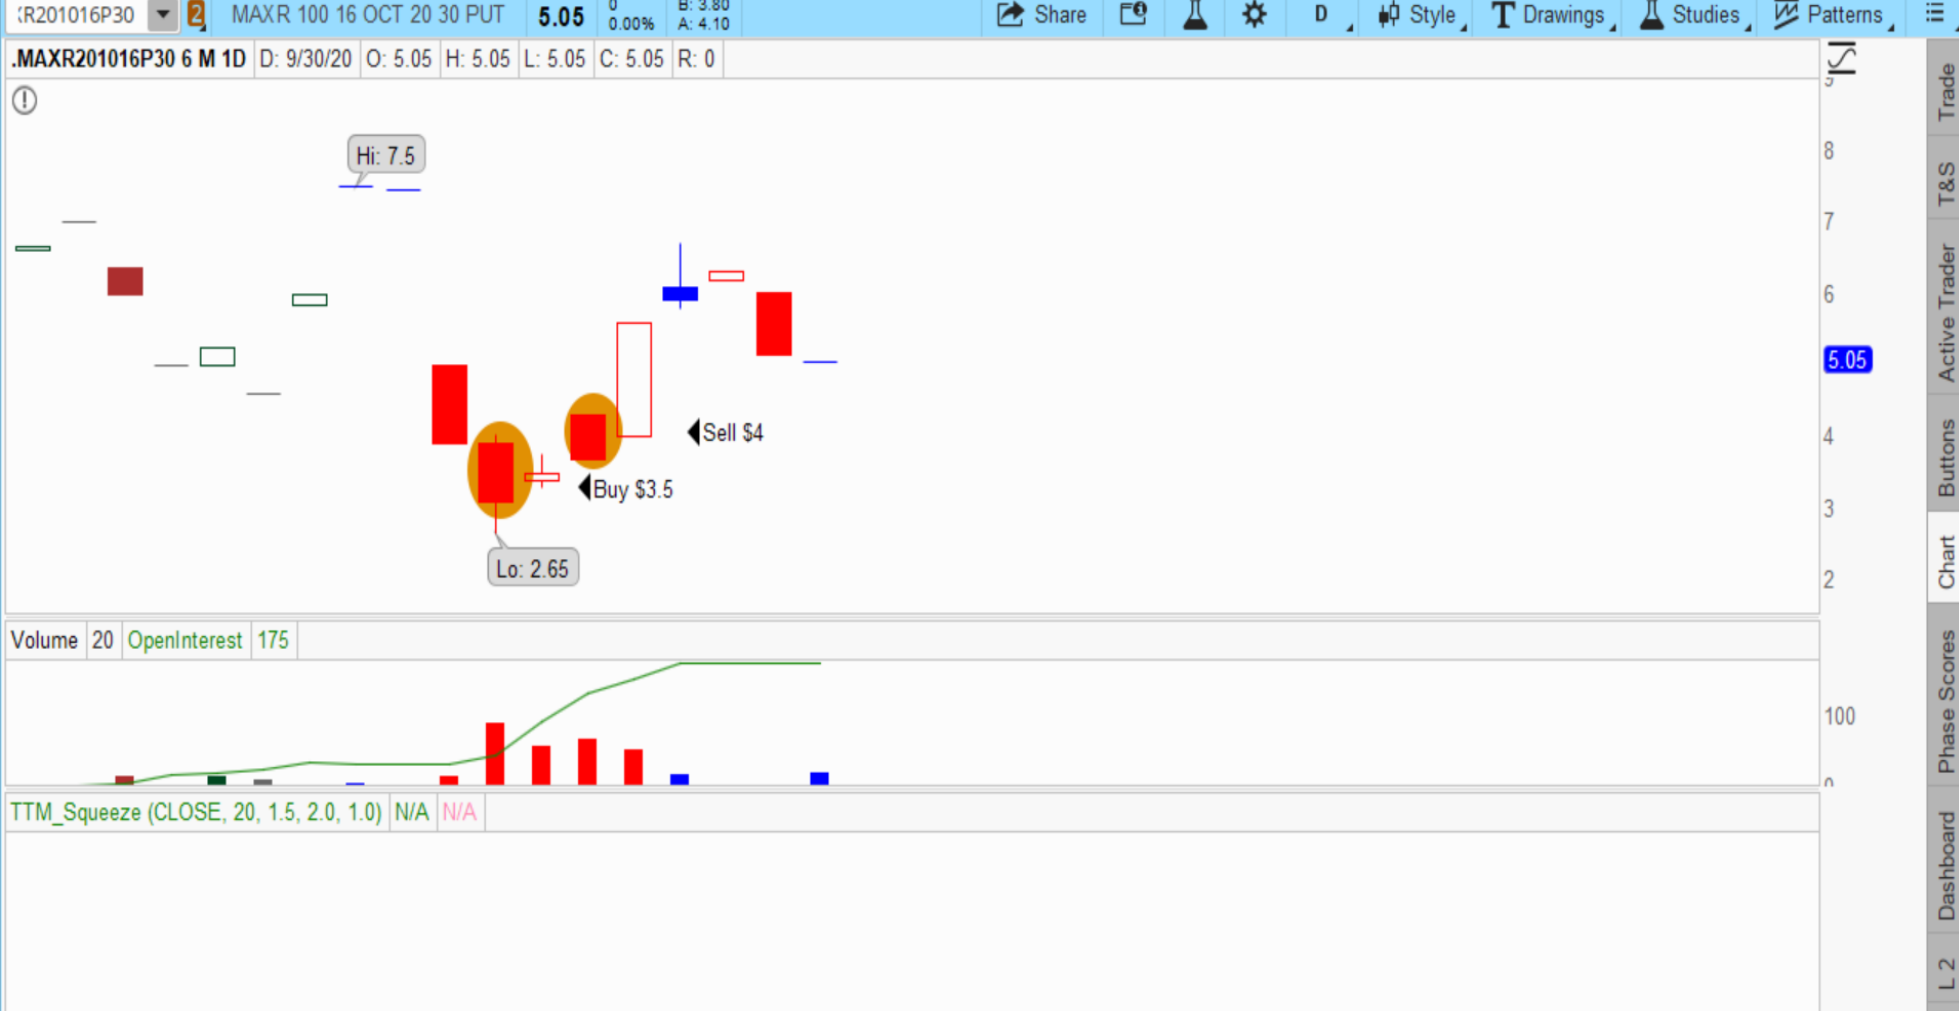 R201016P30 2 MAXR 100 16 OCT 20 30 PUT 5.05 0 B: 3.80 Share D Style Drawings Studies Patterns
0.00% A: 4.10
.MAXR201016P30 6 M 1D D: 9/30/20 O: 5.05 H: 5.05 L: 5.05 C: 5.05 R: 0
Hi: 7.5
9
8
7
6
5.05
4
3
2
Sell $4
Buy $3.5
Lo: 2.65
Volume 20 OpenInterest 175
100
0
TTM_Squeeze (CLOSE, 20, 1.5, 2.0, 1.0) N/A N/A
Trade
T&S
Active Trader
Buttons
Chart
Phase Scores
Dashboard
L 2